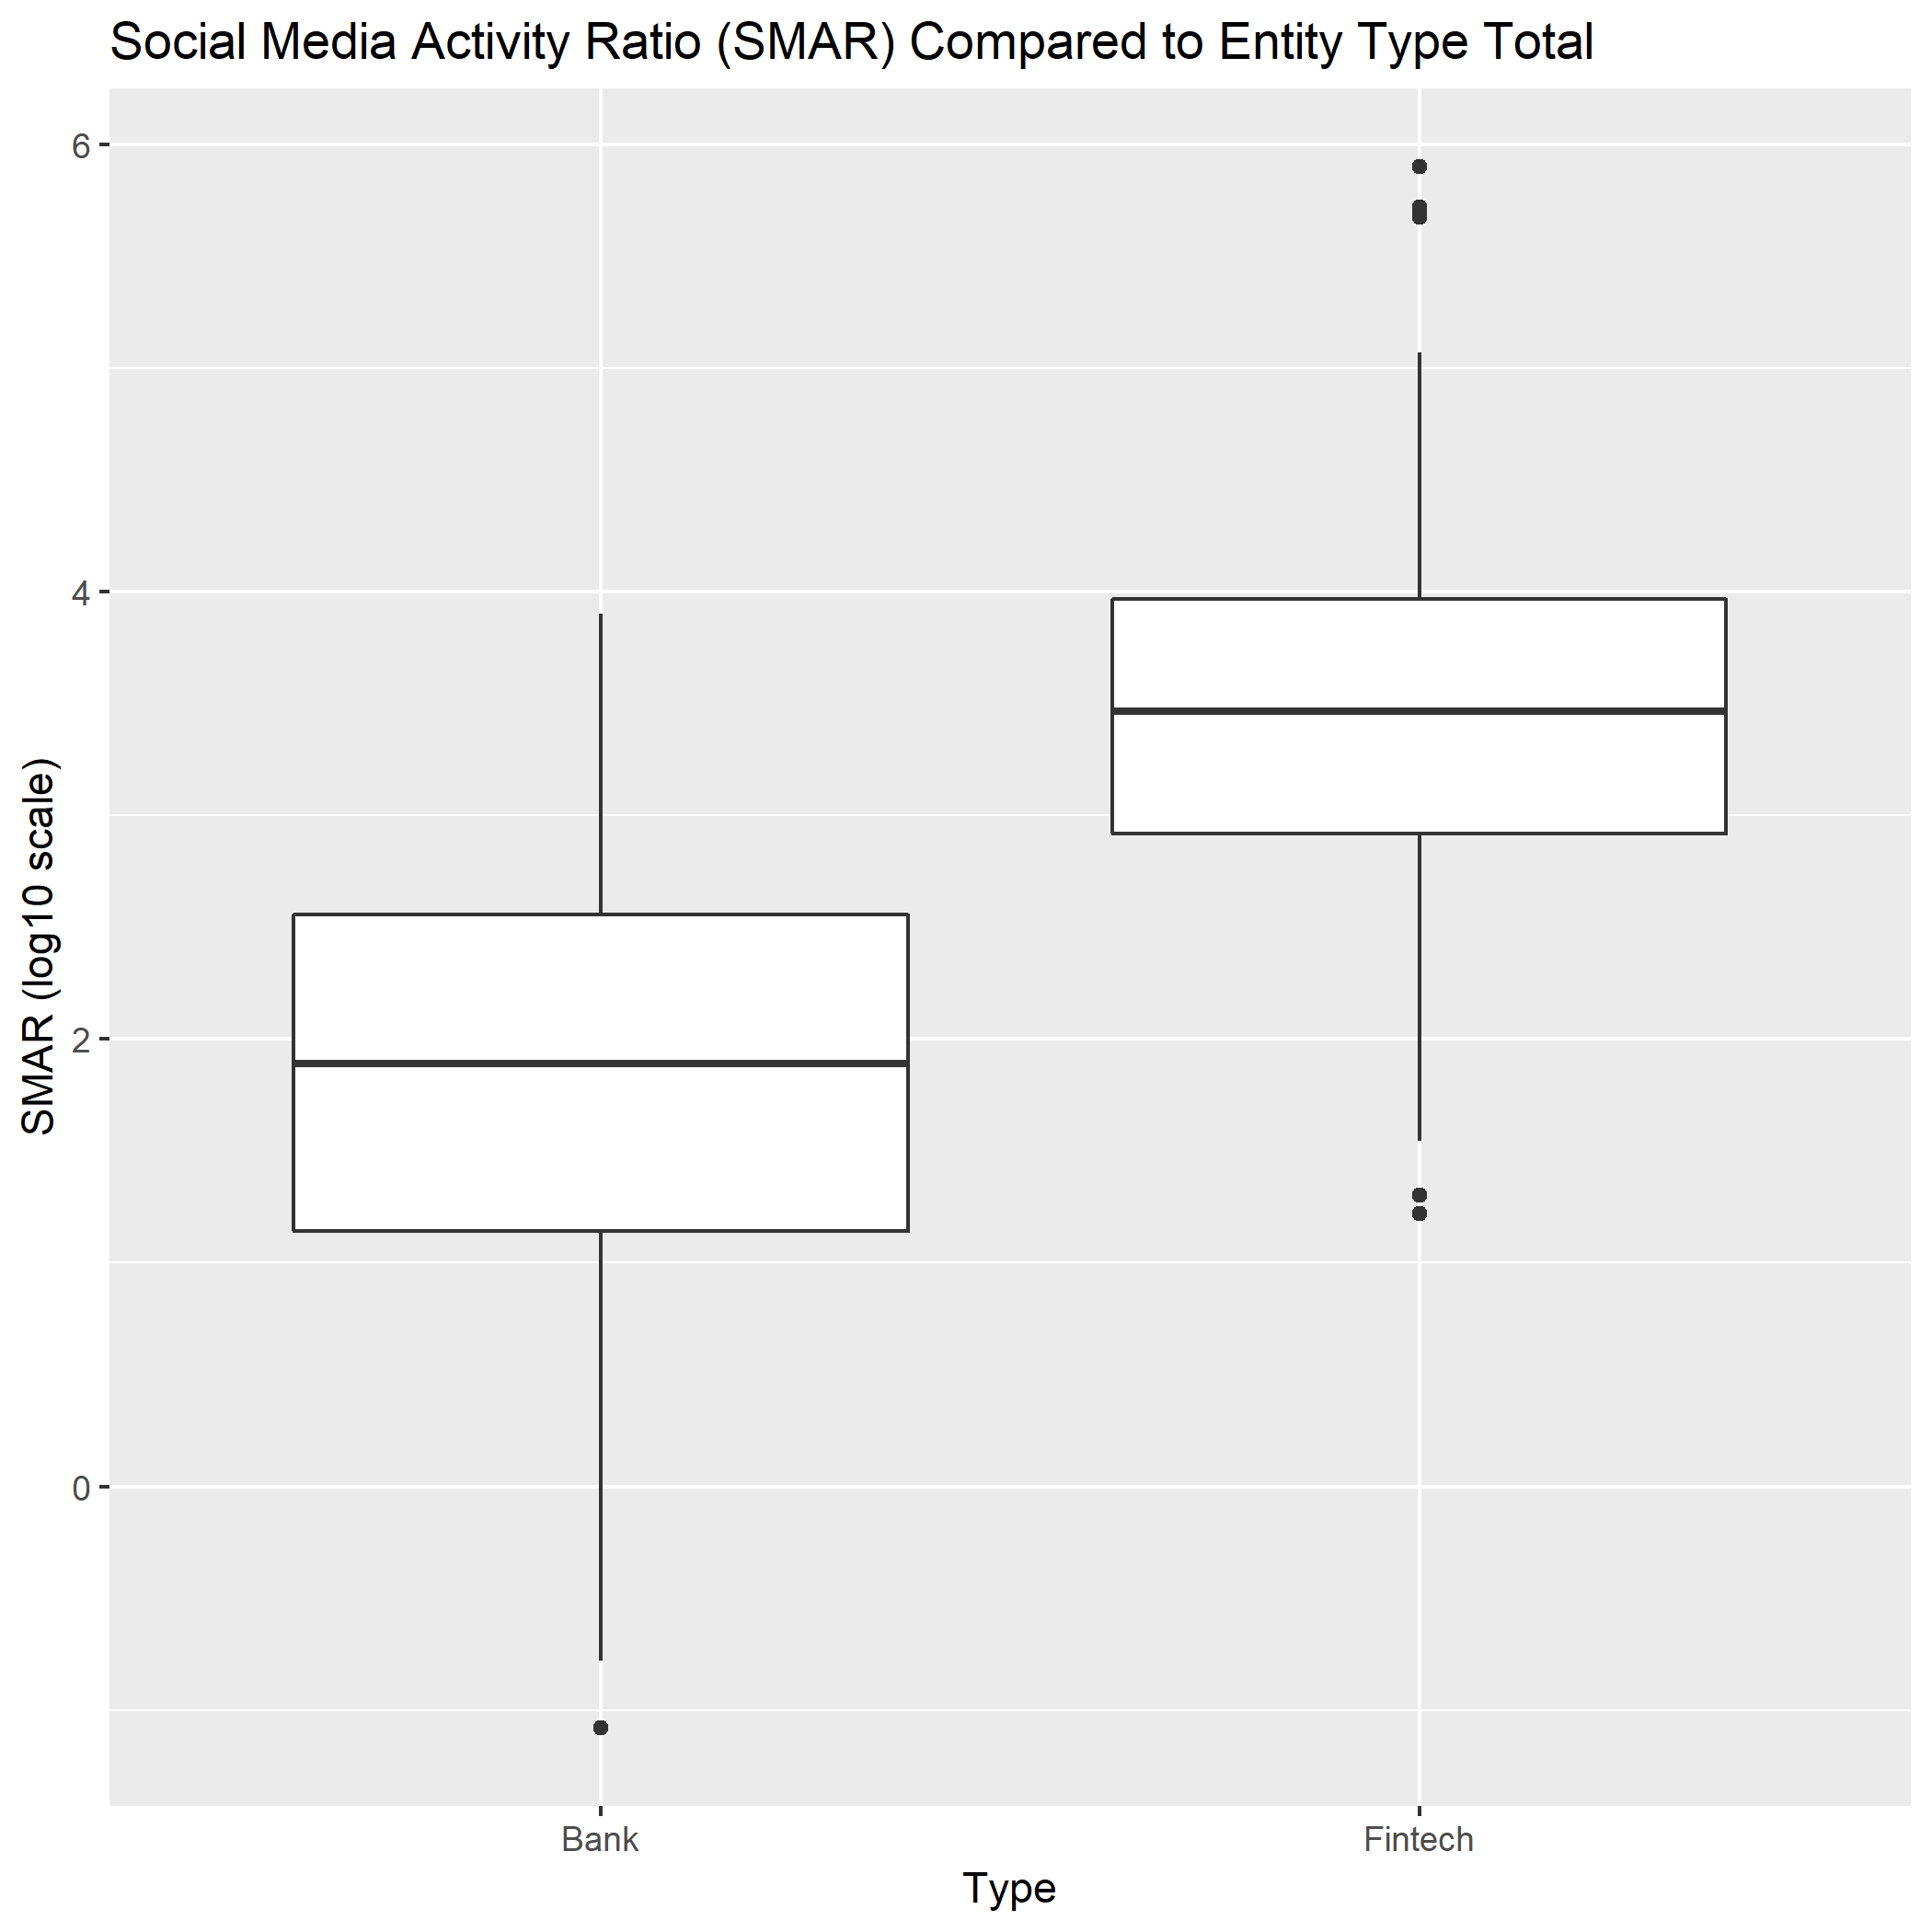 Social Media Activity Ratio (SMAR) Compared to Entity Type Total
6
4
2
0
SMAR (log10 scale)
Bank
Fintech
Type